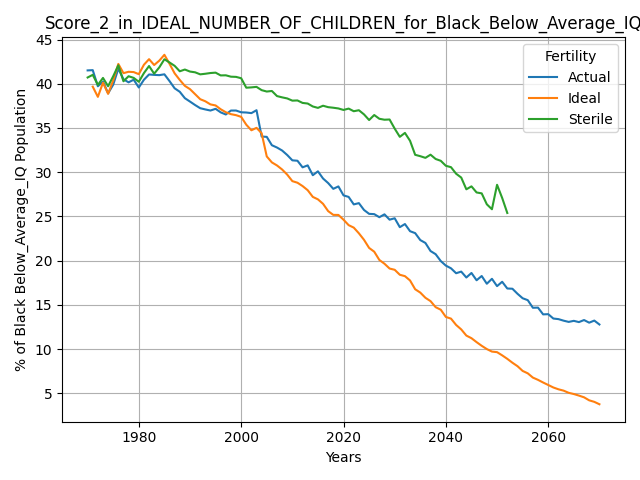 Score_2_in_IDEAL_NUMBER_OF_CHILDREN_for_Black_Below_Average_IQ
45
40
35
30
25
20
15
10
5
% of Black Below_Average_IQ Population
Fertility
Actual
Ideal
Sterile
1980
2000
2020
2040
2060
Years